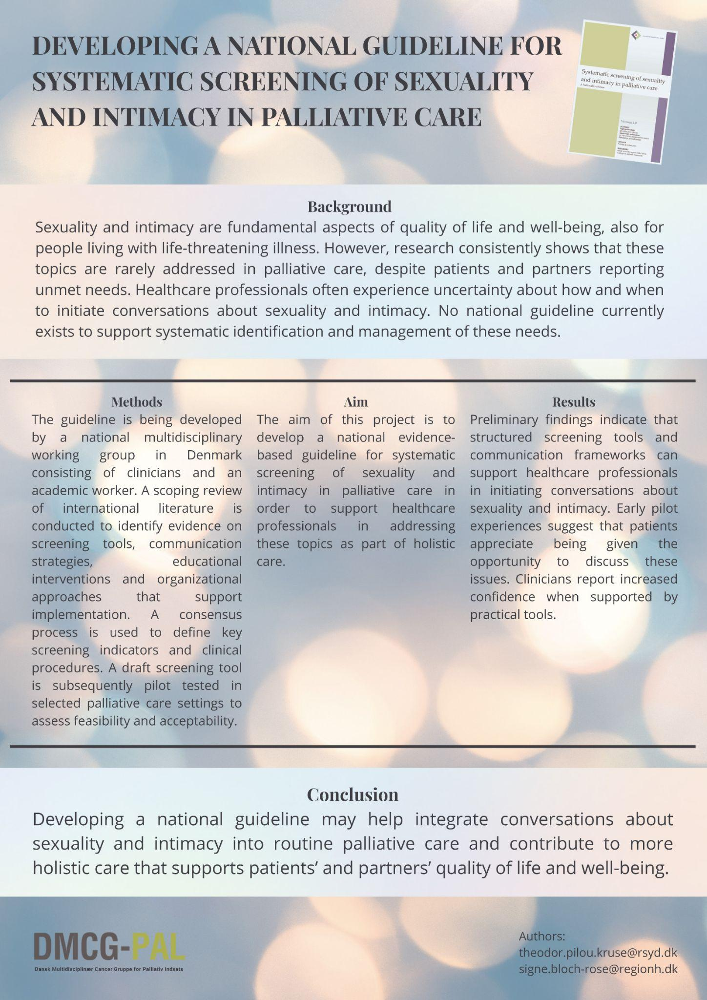 DEVELOPING A NATIONAL GUIDELINE FOR
SYSTEMATIC SCREENING OF SEXUALITY
AND INTIMACY IN PALLIATIVE CARE
Systematic screening of sexuality
and intimacy in palliative care
A National Guideline
Version 1.0
Background
Sexuality and intimacy are fundamental aspects of quality of life and well-being, also for
people living with life-threatening illness. However, research consistently shows that these
topics are rarely addressed in palliative care, despite patients and partners reporting
unmet needs. Healthcare professionals often experience uncertainty about how and when
to initiate conversations about sexuality and intimacy. No national guideline currently
exists to support systematic identification and management of these needs.
Methods
The guideline is being developed
by a national multidisciplinary
working group in Denmark
consisting of clinicians and an
academic worker. A scoping review
of international literature is
conducted to identify evidence on
screening tools, communication
strategies, educational
interventions and organizational
approaches that support
implementation. A consensus
process is used to define key
screening indicators and clinical
procedures. A draft screening tool
is subsequently pilot tested in
selected palliative care settings to
assess feasibility and acceptability.
Aim
The aim of this project is to
develop a national evidence-
based guideline for systematic
screening of sexuality and
intimacy in palliative care in
order to support healthcare
professionals in addressing
these topics as part of holistic
care.
Results
Preliminary findings indicate that
structured screening tools and
communication frameworks can
support healthcare professionals
in initiating conversations about
sexuality and intimacy. Early pilot
experiences suggest that patients
appreciate being given the
opportunity to discuss these
issues. Clinicians report increased
confidence when supported by
practical tools.
Conclusion
Developing a national guideline may help integrate conversations about
sexuality and intimacy into routine palliative care and contribute to more
holistic care that supports patients’ and partners’ quality of life and well-being.
DMCG-PAL
Dansk Multidisciplinær Cancer Gruppe for Palliativ Indsats
Authors:
theodor.pilou.kruse@rsyd.dk
signe.bloch-rose@regionh.dk